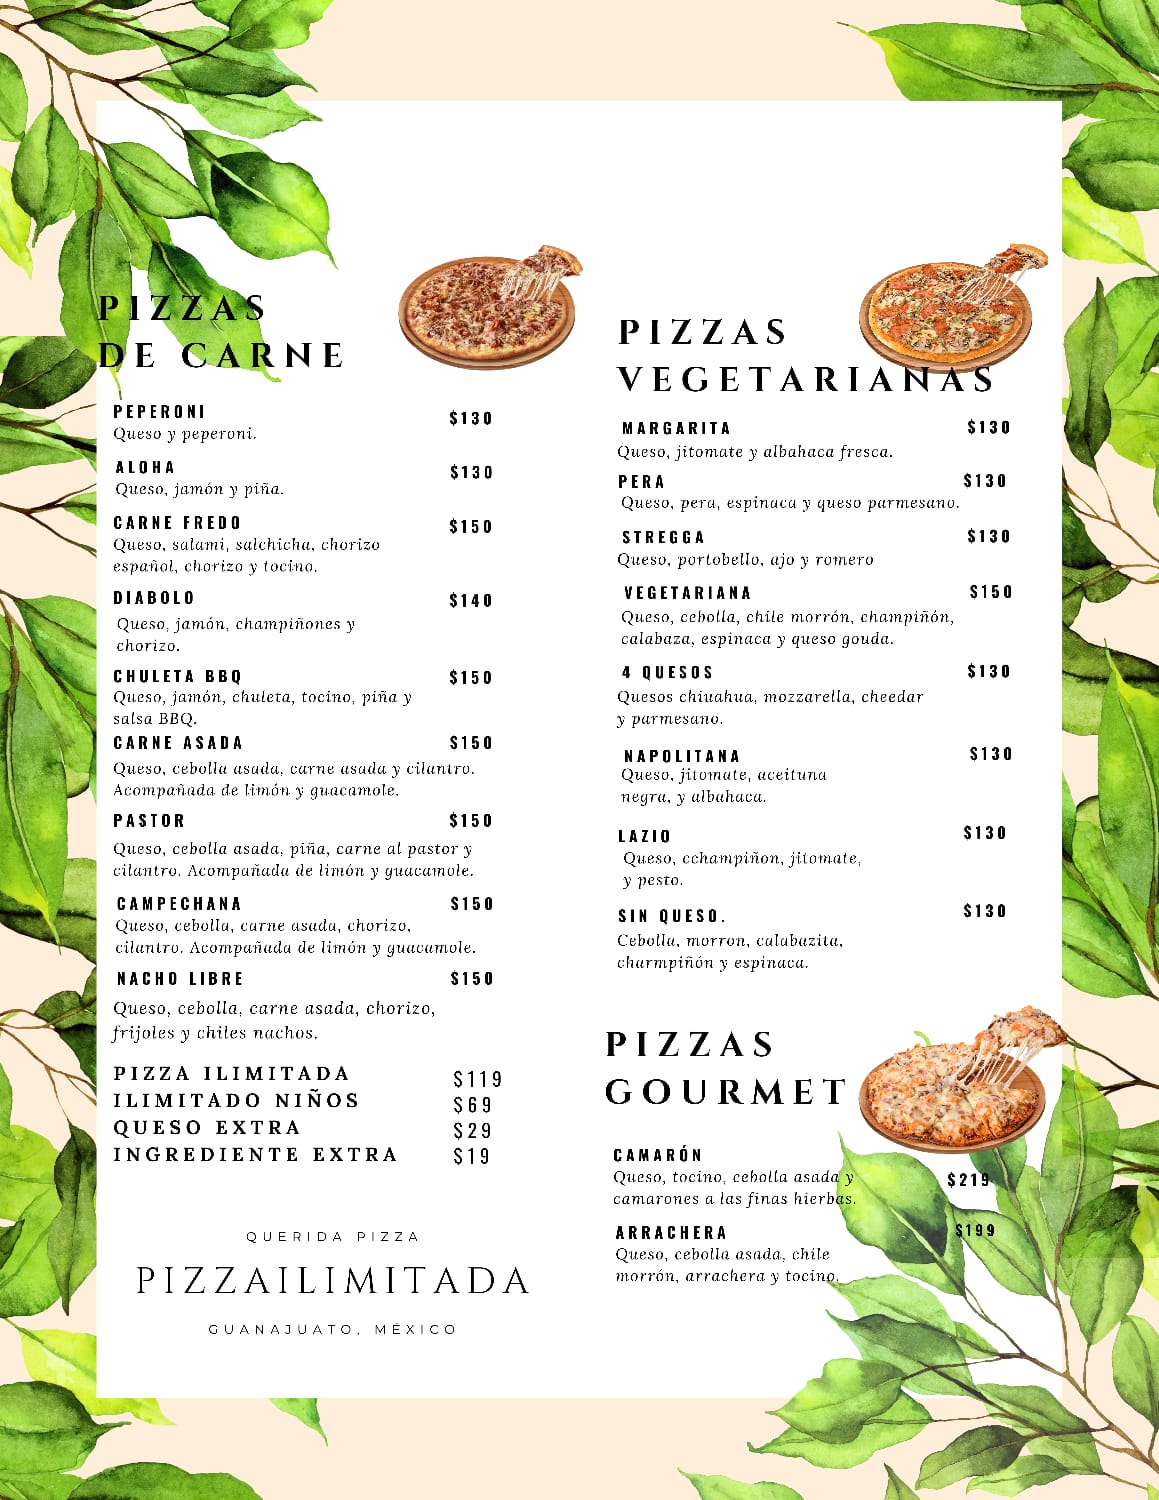 PIZZAS
DE CARNE
PEPERONI $130
Queso y peperoni.
ALOHA $130
Queso, jamón y piña.
CARNE FREDO $150
Queso, salami, salchicha, chorizo
español, chorizo y tocino.
DIABOLO $140
Queso, jamón, champiñones y
chorizo.
CHULETA BBQ $150
Queso, jamón, chuleta, tocino, piña y
salsa BBQ.
CARNE ASADA $150
Queso, cebolla asada, carne asada y cilantro.
Acompañada de limón y guacamole.
PASTOR $150
Queso, cebolla asada, piña, carne al pastor y
cilantro. Acompañada de limón y guacamole.
CAMPECHANA $150
Queso, cebolla, carne asada, chorizo,
cilantro. Acompañada de limón y guacamole.
NACHO LIBRE $150
Queso, cebolla, carne asada, chorizo,
frijoles y chiles nachos.
PIZZA ILIMITADA $119
ILIMITADO NIÑOS $69
QUESO EXTRA $29
INGREDIENTE EXTRA $19
QUERIDA PIZZA
PIZZAILIMITADA
GUANAJUATO, MÉXICO
PIZZAS
VEGETARIANAS
MARGARITA $130
Queso, jitomate y albahaca fresca.
PERA $130
Queso, pera, espinaca y queso parmesano.
STREGGA $130
Queso, portobello, ajo y romero
VEGETARIANA $150
Queso, cebolla, chile morrón, champiñón,
calabaza, espinaca y queso gouda.
4 QUESOS $130
Quesos chiuahua, mozzarella, cheedar
y parmesano.
NAPOLITANA $130
Queso, jitomate, aceituna
negra, y albahaca.
LAZIO $130
Queso, cchampiñon, jitomate,
y pesto.
SIN QUESO. $130
Cebolla, morron, calabazita,
charmpiñón y espinaca.
PIZZAS
GOURMET
CAMARÓN $219
Queso, tocino, cebolla asada y
camarones a las finas hierbas.
ARRACHERA $199
Queso, cebolla asada, chile
morrón, arrachera y tocino.